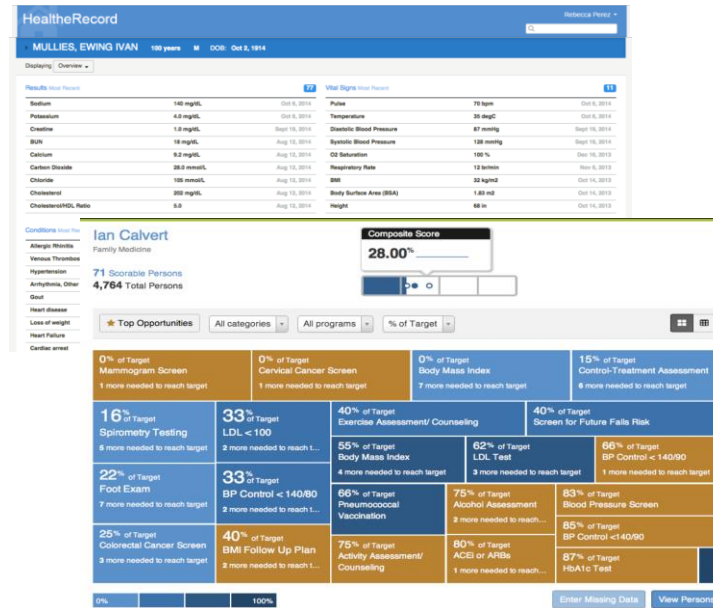 HealtheRecord
Rebecca Perez
MULLIES, EWING IVAN 100 years M DOB: Oct 2, 1914
Displaying Overview
Results Most Recent 77
Sodium 140 mg/dL Oct 6, 2014
Potassium 4.0 mg/dL Oct 6, 2014
Creatine 1.0 mg/dL Sept 19, 2014
BUN 18 mg/dL Aug 12, 2014
Calcium 9.2 mg/dL Aug 12, 2014
Carbon Dioxide 28.0 mmol/L Aug 12, 2014
Chloride 105 mmol/L Aug 12, 2014
Cholesterol 202 mg/dL Aug 12, 2014
Cholesterol/HDL Ratio 5.0 Aug 12, 2014
Vital Signs Most Recent 11
Pulse 70 bpm Oct 6, 2014
Temperature 35 degC Oct 6, 2014
Diastolic Blood Pressure 87 mmHg Sept 19, 2014
Systolic Blood Pressure 128 mmHg Sept 19, 2014
O2 Saturation 100 % Dec 16, 2013
Respiratory Rate 12 br/min Nov 8, 2013
BMI 32 kg/m2 Oct 14, 2013
Body Surface Area (BSA) 1.83 m2 Oct 14, 2013
Height 68 in Oct 14, 2013
Conditions Most Re
Allergic Rhinitis
Venous Thrombos
Hypertension
Arrhythmia, Other
Gout
Heart disease
Loss of weight
Heart Failure
Cardiac arrest
Ian Calvert
Family Medicine
71 Scorable Persons
4,764 Total Persons
Composite Score
28.00%
Top Opportunities All categories All programs % of Target
0% of Target
Mammogram Screen
1 more needed to reach target
0% of Target
Cervical Cancer Screen
1 more needed to reach target
0% of Target
Body Mass Index
7 more needed to reach target
15% of Target
Control-Treatment Assessment
6 more needed to reach target
16% of Target
Spirometry Testing
5 more needed to reach target
33% of Target
LDL < 100
2 more needed to reach t...
40% of Target
Exercise Assessment/ Counseling
40% of Target
Screen for Future Falls Risk
55% of Target
Body Mass Index
4 more needed to reach target
62% of Target
LDL Test
3 more needed to reach target
66% of Target
BP Control < 140/90
1 more needed to reach target
22% of Target
Foot Exam
7 more needed to reach target
33% of Target
BP Control < 140/80
2 more needed to reach t...
66% of Target
Pneumococcal
Vaccination
75% of Target
Alcohol Assessment
2 more needed to reach...
83% of Target
Blood Pressure Screen
85% of Target
BP Control <140/90
25% of Target
Colorectal Cancer Screen
3 more needed to reach target
40% of Target
BMI Follow Up Plan
2 more needed to reach t...
75% of Target
Activity Assessment/
Counseling
80% of Target
ACEi or ARBs
1 more needed to reach...
87% of Target
HbA1c Test
0% 100%
Enter Missing Data View Persons